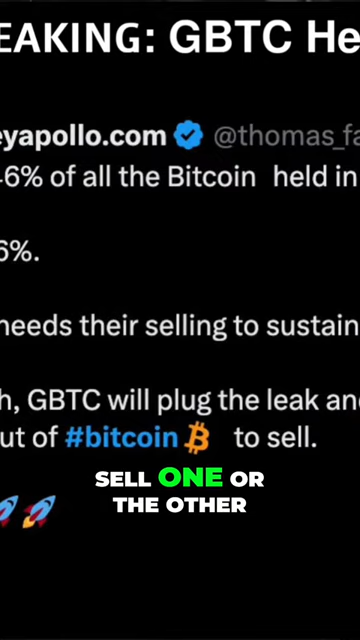 EAKING: GBTC He
eyapollo.com @thomas_fa
46% of all the Bitcoin held in
6%.
needs their selling to sustain
h, GBTC will plug the leak and
ut of #bitcoin to sell.
SELL ONE OR
THE OTHER